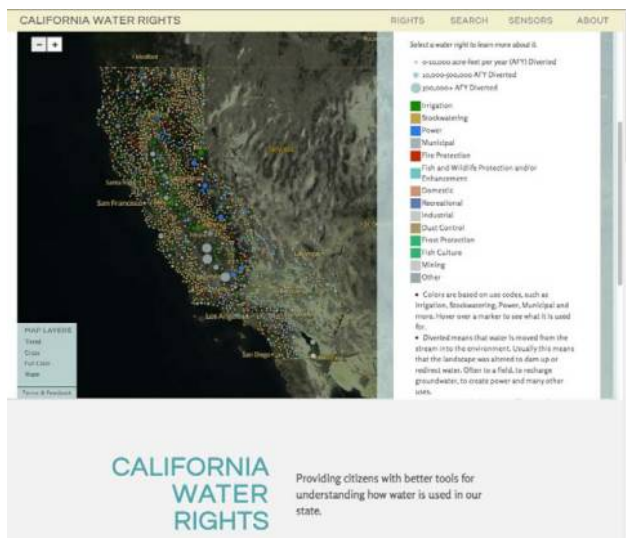 CALIFORNIA WATER RIGHTS
RIGHTS SEARCH SENSORS ABOUT
Select a water right to learn more about it.
0-10,000 acre-feet per year (AFY) Diverted
10,000-300,000 AFY Diverted
300,000+ AFY Diverted
Irrigation
Stockwatering
Power
Municipal
Fire Protection
Fish and Wildlife Protection and/or
Enhancement
Domestic
Recreational
Industrial
Dust Control
Frost Protection
Fish Culture
Mining
Other
• Colors are based on use codes, such as
Irrigation, Stockwatering, Power, Municipal and
more. Hover over a marker to see what it is used
for.
• Diverted means that water is moved from the
stream into the environment. Usually this means
that the landscape was altered to dam up or
redirect water. Often to a field, to recharge
groundwater, to create power and many other
uses.
Medford
Santa Rosa
San Francisco
Los Angeles
San Diego
MAP LAYERS
Trend
Crops
Terms & Feedback
CALIFORNIA
WATER
RIGHTS
Providing citizens with better tools for
understanding how water is used in our
state.